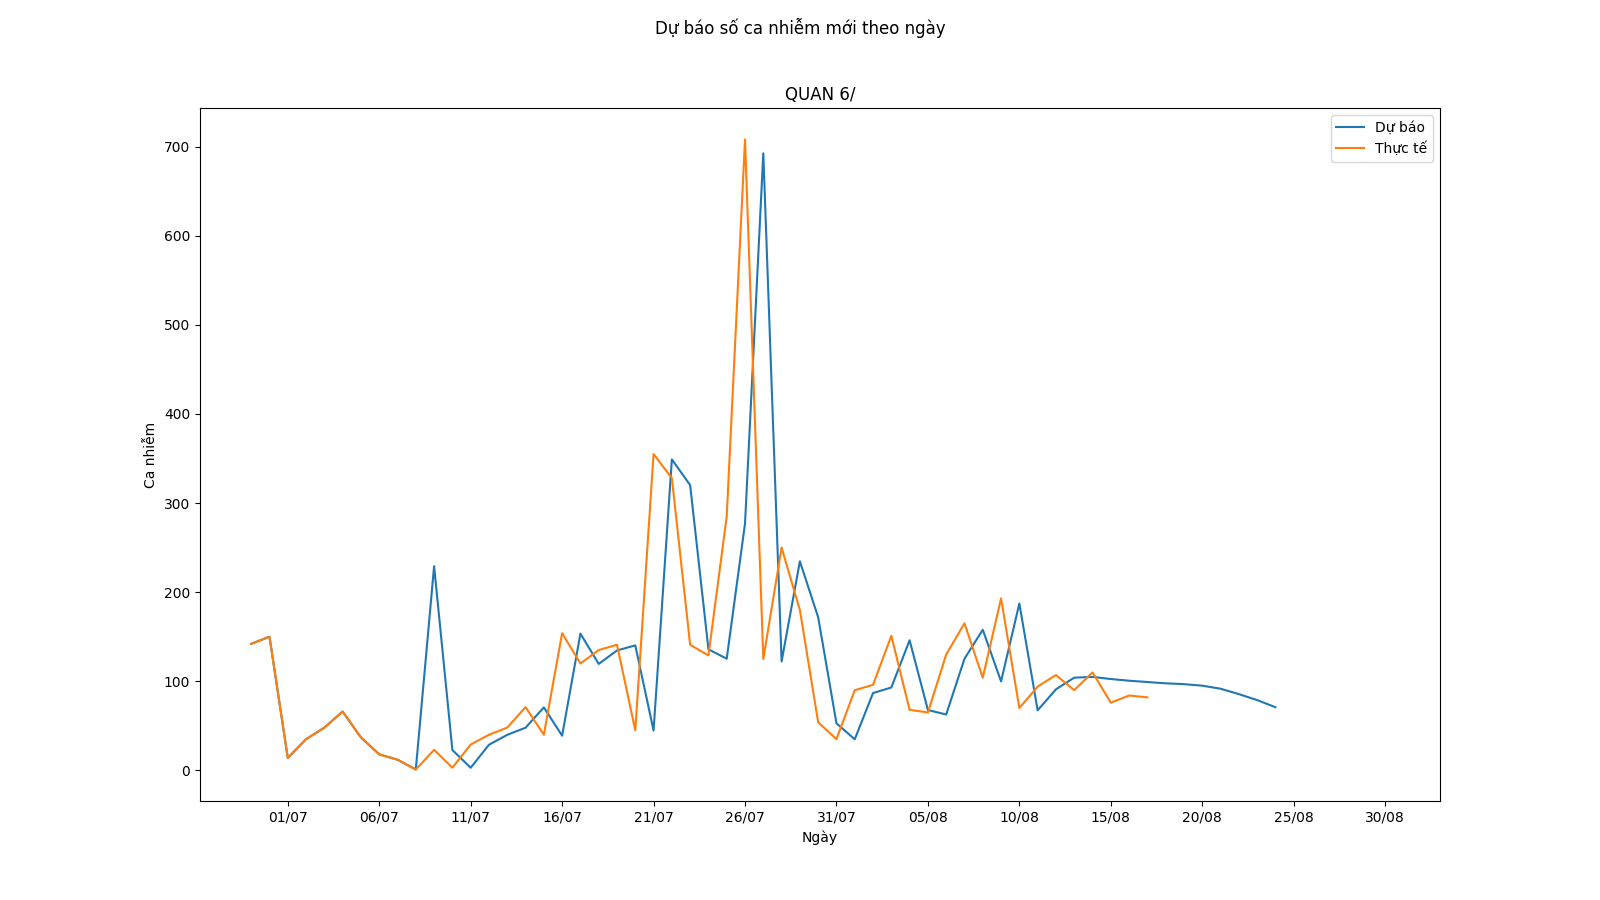 Dự báo số ca nhiễm mới theo ngày
QUAN 6/
Dự báo
Thực tế
700
600
500
400
300
200
100
0
Ca nhiễm
01/07 06/07 11/07 16/07 21/07 26/07 31/07 05/08 10/08 15/08 20/08 25/08 30/08
Ngày